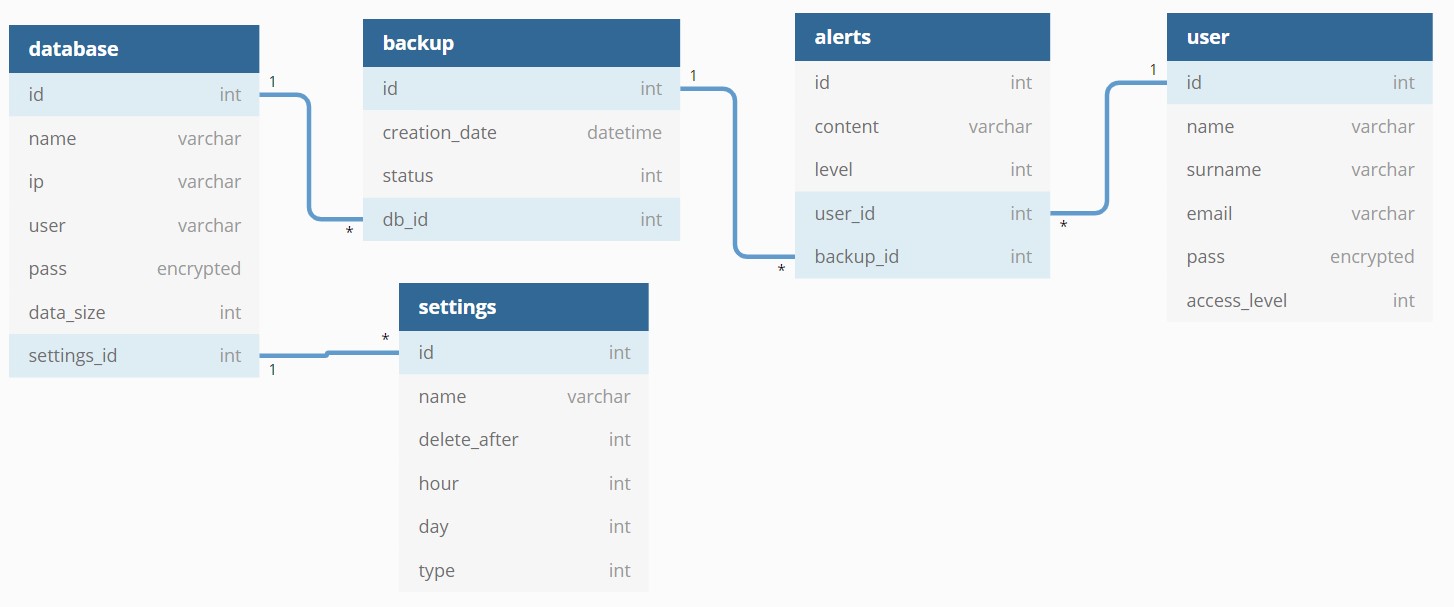 database
id int
name varchar
ip varchar
user varchar
pass encrypted
data_size int
settings_id int
1
*
1
backup
id int
creation_date datetime
status int
db_id int
1
*
*
settings
id int
name varchar
delete_after int
hour int
day int
type int
alerts
id int
content varchar
level int
user_id int
backup_id int
*
1
user
id int
name varchar
surname varchar
email varchar
pass encrypted
access_level int